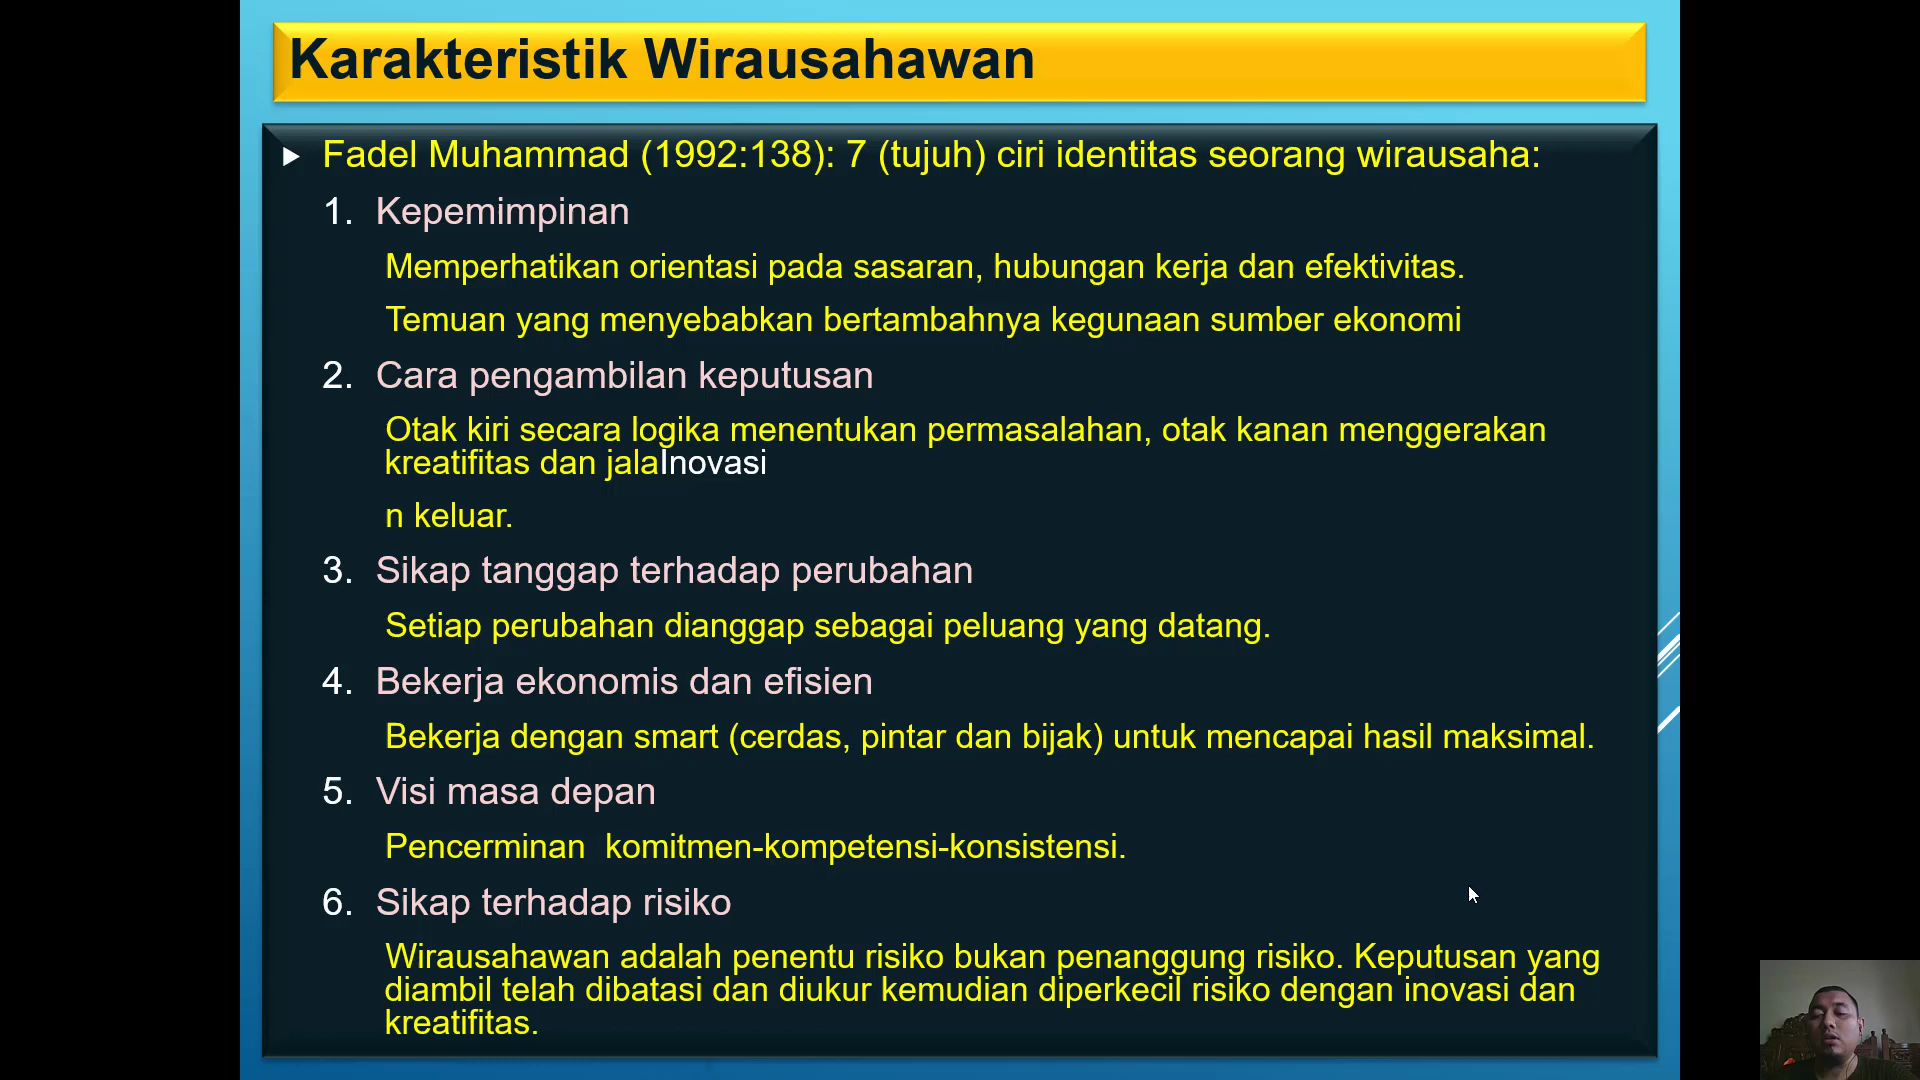 Karakteristik Wirausahawan
Fadel Muhammad (1992:138): 7 (tujuh) ciri identitas seorang wirausaha:
1. Kepemimpinan
Memperhatikan orientasi pada sasaran, hubungan kerja dan efektivitas.
Temuan yang menyebabkan bertambahnya kegunaan sumber ekonomi
2. Cara pengambilan keputusan
Otak kiri secara logika menentukan permasalahan, otak kanan menggerakan
kreatifitas dan jalaInovasi
n keluar.
3. Sikap tanggap terhadap perubahan
Setiap perubahan dianggap sebagai peluang yang datang.
4. Bekerja ekonomis dan efisien
Bekerja dengan smart (cerdas, pintar dan bijak) untuk mencapai hasil maksimal.
5. Visi masa depan
Pencerminan  komitmen-kompetensi-konsistensi.
6. Sikap terhadap risiko
Wirausahawan adalah penentu risiko bukan penanggung risiko. Keputusan yang
diambil telah dibatasi dan diukur kemudian diperkecil risiko dengan inovasi dan
kreatifitas.